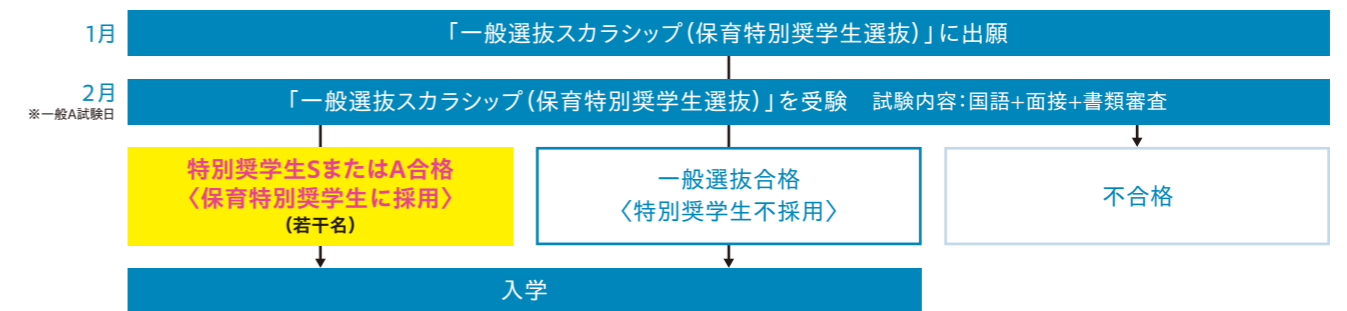 1月
「一般選抜スカラシップ(保育特別奨学生選抜)」に出願
2月
※一般A試験日
「一般選抜スカラシップ(保育特別奨学生選抜)」を受験 試験内容:国語+面接+書類審査
特別奨学生SまたはA合格
〈保育特別奨学生に採用〉
(若干名)
一般選抜合格
〈特別奨学生不採用〉
不合格
入学